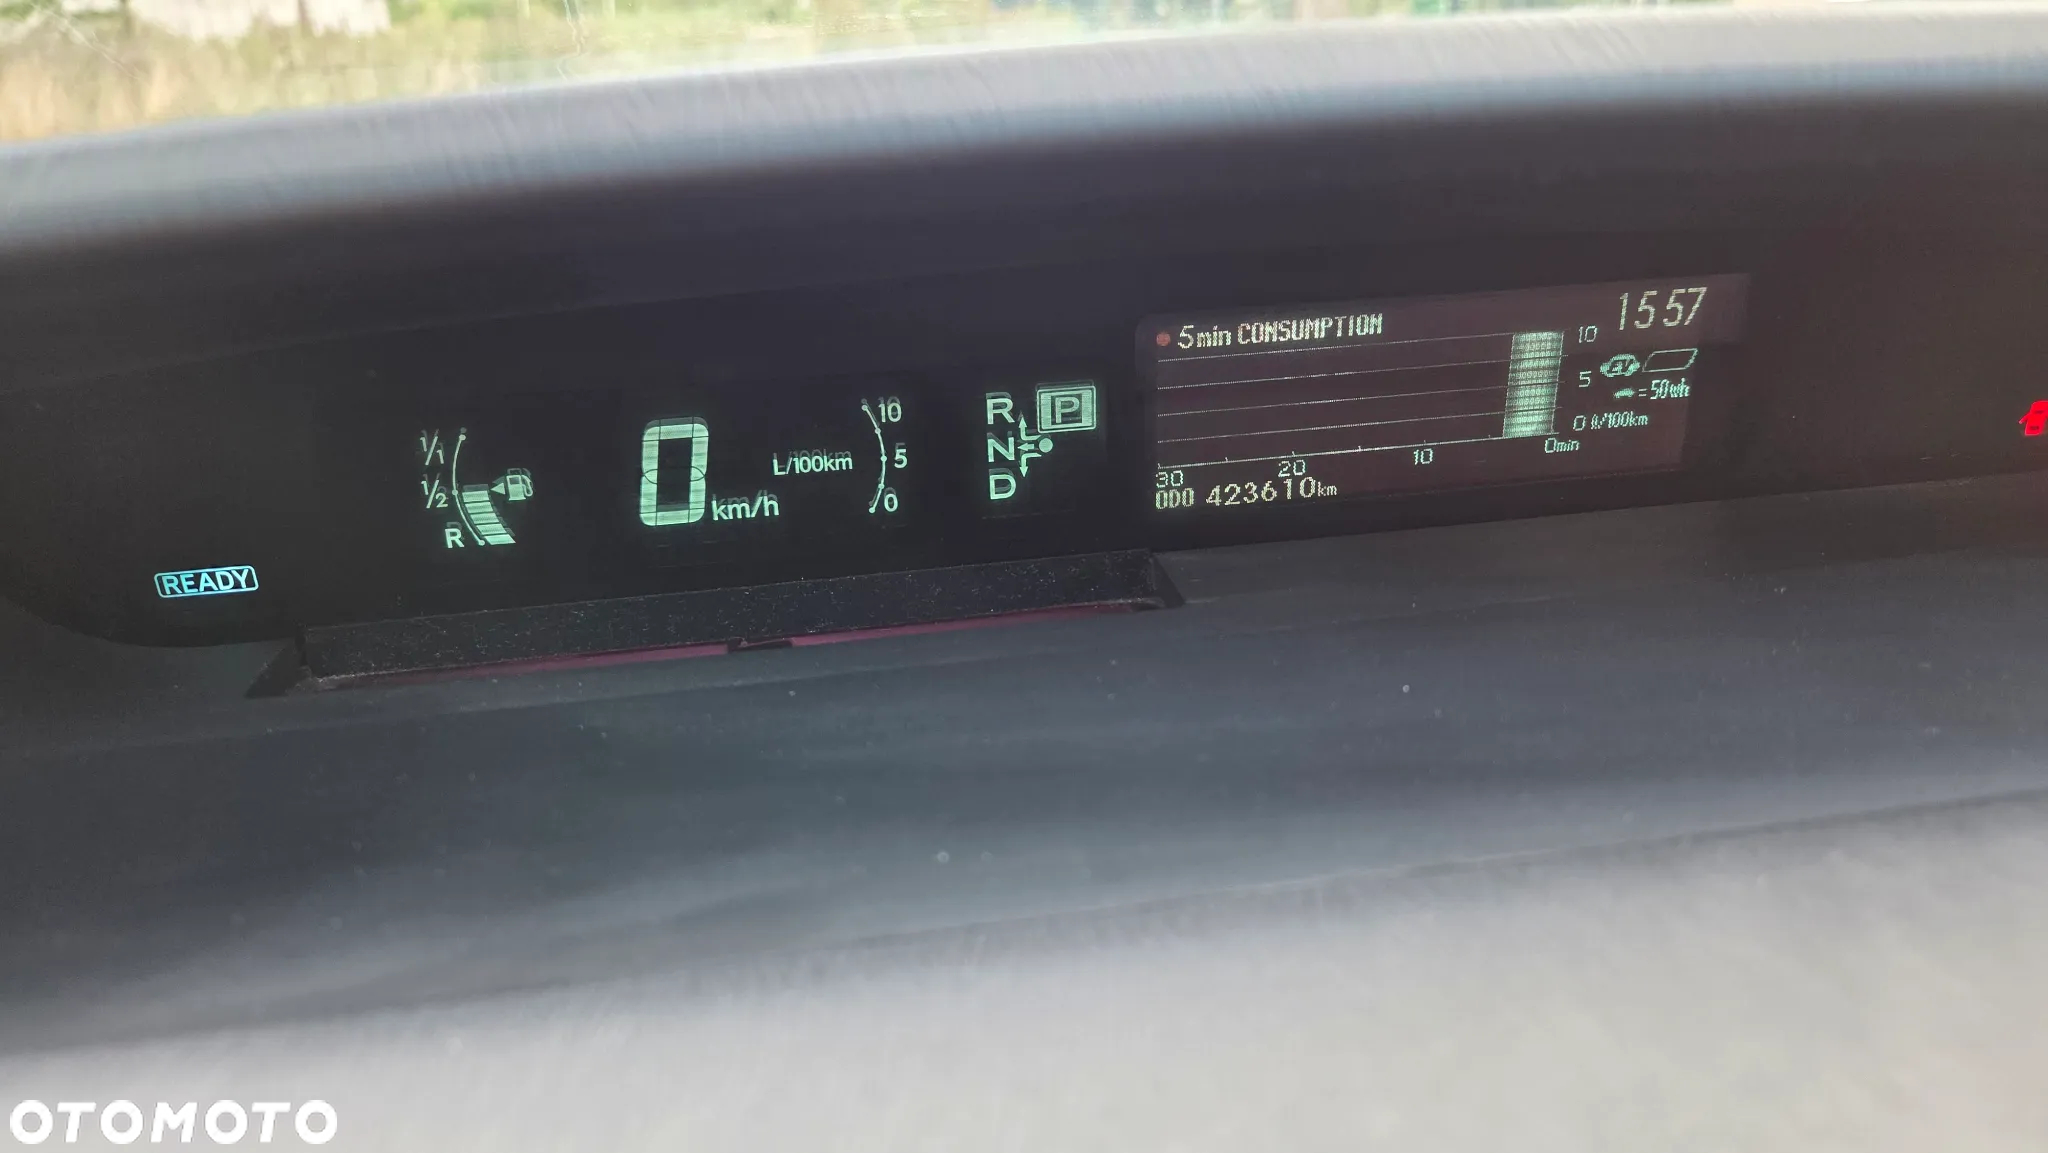 1/1
1/2
R
READY
0 km/h
L/100km
10
5
0
R P
N
D
5min CONSUMPTION
15 57
10
5
0 ℓ/100km
= 50Wh
30 20 10 0min
ODO 423610km
OTOMOTO